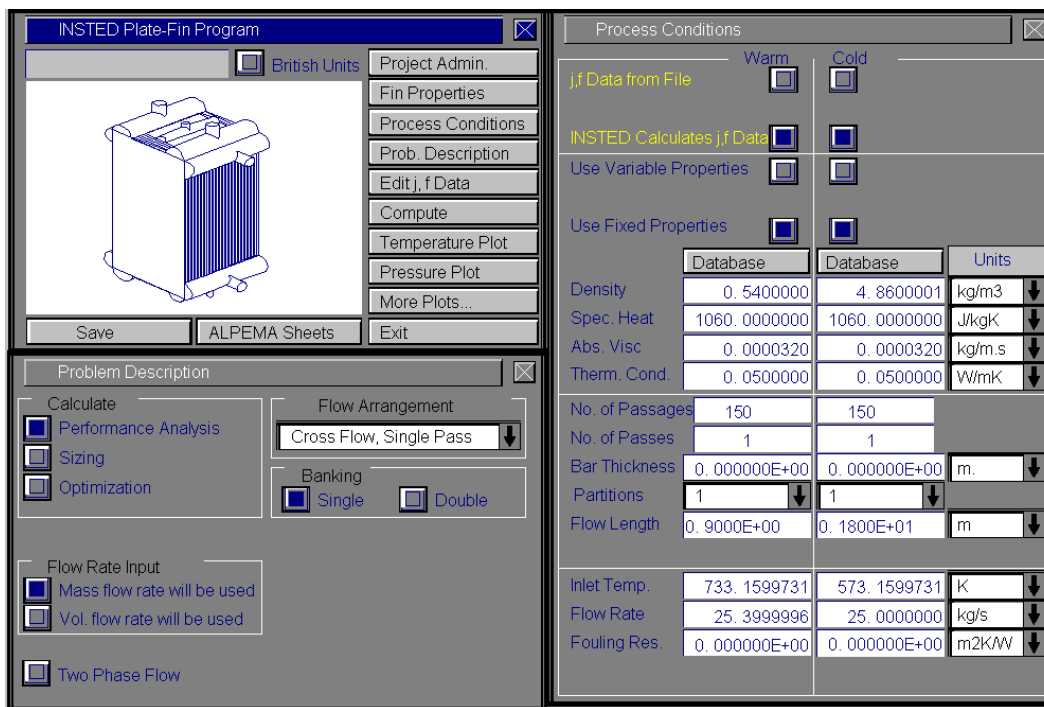 INSTED Plate-Fin Program
British Units
Project Admin.
Fin Properties
Process Conditions
Prob. Description
Edit j, f Data
Compute
Temperature Plot
Pressure Plot
More Plots...
Save
ALPEMA Sheets
Exit
Problem Description
Calculate
Performance Analysis
Sizing
Optimization
Flow Arrangement
Cross Flow, Single Pass
Banking
Single
Double
Flow Rate Input
Mass flow rate will be used
Vol. flow rate will be used
Two Phase Flow
Process Conditions
Warm Cold
j,f Data from File
INSTED Calculates j,f Data
Use Variable Properties
Use Fixed Properties
Database Database Units
Density 0.5400000 4.8600001 kg/m3
Spec. Heat 1060.0000000 1060.0000000 J/kgK
Abs. Visc 0.0000320 0.0000320 kg/m.s
Therm. Cond. 0.0500000 0.0500000 W/mK
No. of Passages 150 150
No. of Passes 1 1
Bar Thickness 0.000000E+00 0.000000E+00 m.
Partitions 1 1
Flow Length 0.9000E+00 0.1800E+01 m
Inlet Temp. 733.1599731 573.1599731 K
Flow Rate 25.3999996 25.0000000 kg/s
Fouling Res. 0.000000E+00 0.000000E+00 m2K/W